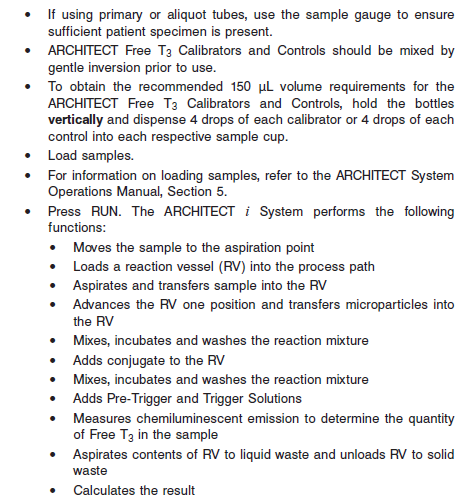 • If using primary or aliquot tubes, use the sample gauge to ensure
sufficient patient specimen is present.
• ARCHITECT Free T3 Calibrators and Controls should be mixed by
gentle inversion prior to use.
• To obtain the recommended 150 µL volume requirements for the
ARCHITECT Free T3 Calibrators and Controls, hold the bottles
vertically and dispense 4 drops of each calibrator or 4 drops of each
control into each respective sample cup.
• Load samples.
• For information on loading samples, refer to the ARCHITECT System
Operations Manual, Section 5.
• Press RUN. The ARCHITECT i System performs the following
functions:
• Moves the sample to the aspiration point
• Loads a reaction vessel (RV) into the process path
• Aspirates and transfers sample into the RV
• Advances the RV one position and transfers microparticles into
the RV
• Mixes, incubates and washes the reaction mixture
• Adds conjugate to the RV
• Mixes, incubates and washes the reaction mixture
• Adds Pre-Trigger and Trigger Solutions
• Measures chemiluminescent emission to determine the quantity
of Free T3 in the sample
• Aspirates contents of RV to liquid waste and unloads RV to solid
waste
• Calculates the result